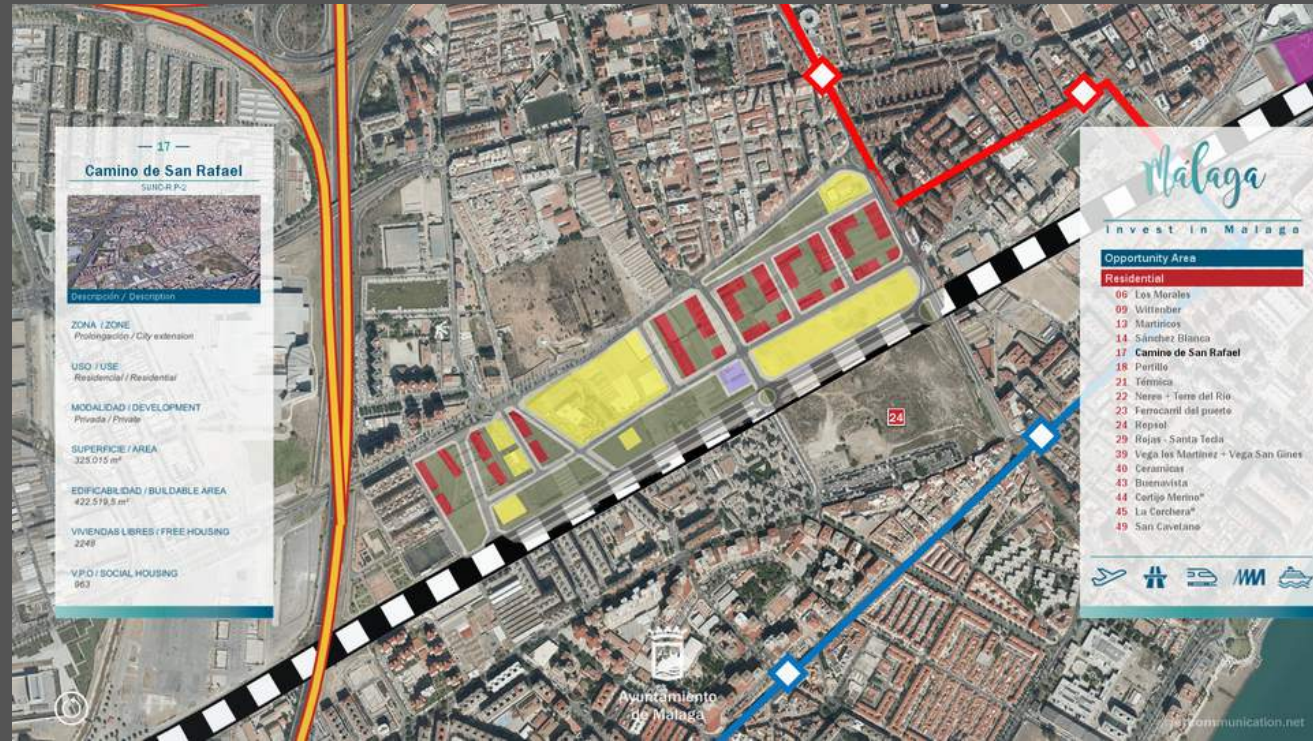 — 17 —
Camino de San Rafael
SUNC-R.P-2
Descripción / Description
ZONA / ZONE
Prolongación / City extension
USO / USE
Residencial / Residential
MODALIDAD / DEVELOPMENT
Privada / Private
SUPERFICIE / AREA
325.015 m²
EDIFICABILIDAD / BUILDABLE AREA
422.519,5 m²
VIVIENDAS LIBRES / FREE HOUSING
2248
V.P.O / SOCIAL HOUSING
963
24
Ayuntamiento
de Málaga
Málaga
Invest in Malaga
Opportunity Area
Residential
06 Los Morales
09 Wittenber
13 Martiricos
14 Sánchez Blanca
17 Camino de San Rafael
18 Portillo
21 Térmica
22 Nereo - Torre del Río
23 Ferrocarril del puerto
24 Repsol
29 Rojas - Santa Tecla
39 Vega los Martínez - Vega San Gines
40 Ceramicas
43 Buenavista
44 Cortijo Merino*
45 La Corchera*
49 San Cayetano
communication.net